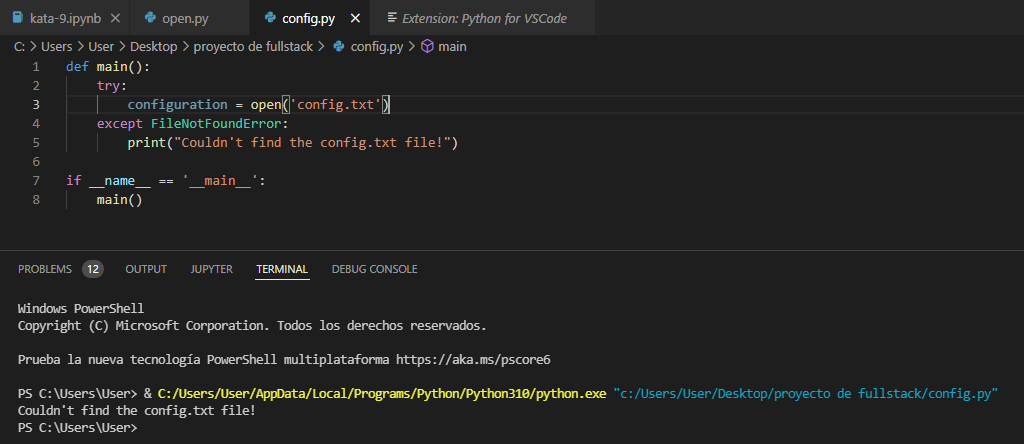 kata-9.ipynb open.py config.py Extension: Python for VSCode
C: > Users > User > Desktop > proyecto de fullstack > config.py > main
1 def main():
2 try:
3 configuration = open('config.txt')
4 except FileNotFoundError:
5 print("Couldn't find the config.txt file!")
6
7 if __name__ == '__main__':
8 main()
PROBLEMS 12 OUTPUT JUPYTER TERMINAL DEBUG CONSOLE
Windows PowerShell
Copyright (C) Microsoft Corporation. Todos los derechos reservados.
Prueba la nueva tecnología PowerShell multiplataforma https://aka.ms/pscore6
PS C:\Users\User> & C:/Users/User/AppData/Local/Programs/Python/Python310/python.exe "c:/Users/User/Desktop/proyecto de fullstack/config.py"
Couldn't find the config.txt file!
PS C:\Users\User>